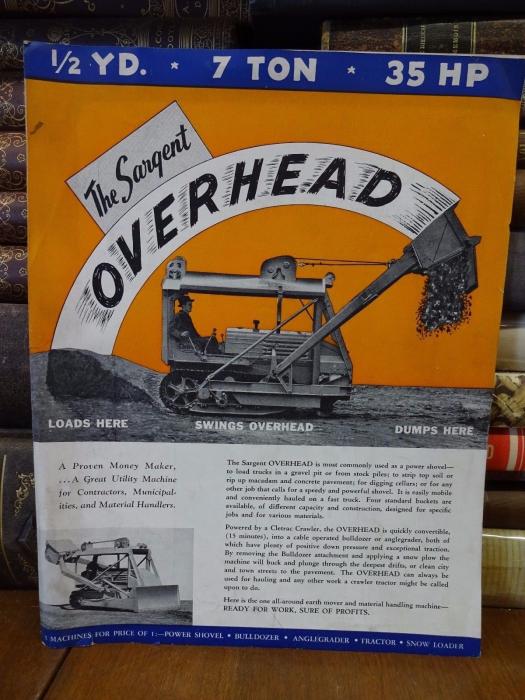 ½ YD. * 7 TON * 35 HP
The Sargent
OVERHEAD
LOADS HERE SWINGS OVERHEAD DUMPS HERE
A Proven Money Maker,
...A Great Utility Machine
for Contractors, Municipal-
ities, and Material Handlers.
The Sargent OVERHEAD is most commonly used as a power shovel—
to load trucks in a gravel pit or from stock piles; to strip top soil or
rip up macadam and concrete pavement; for digging cellars; or for any
other job that calls for a speedy and powerful shovel. It is easily mobile
and conveniently hauled on a fast truck. Four standard buckets are
available, of different capacity and construction, designed for specific
jobs and for various materials.
Powered by a Cletrac Crawler, the OVERHEAD is quickly convertible,
(15 minutes), into a cable operated bulldozer or anglegrader, both of
which have plenty of positive down pressure and exceptional traction.
By removing the Bulldozer attachment and applying a snow plow the
machine will buck and plunge through the deepest drifts, or clean city
and town streets to the pavement. The OVERHEAD can always be
used for hauling and any other work a crawler tractor might be called
upon to do.
Here is the one all-around earth mover and material handling machine—
READY FOR WORK, SURE OF PROFITS.
MACHINES FOR PRICE OF 1:—POWER SHOVEL • BULLDOZER • ANGLEGRADER • TRACTOR • SNOW LOADER